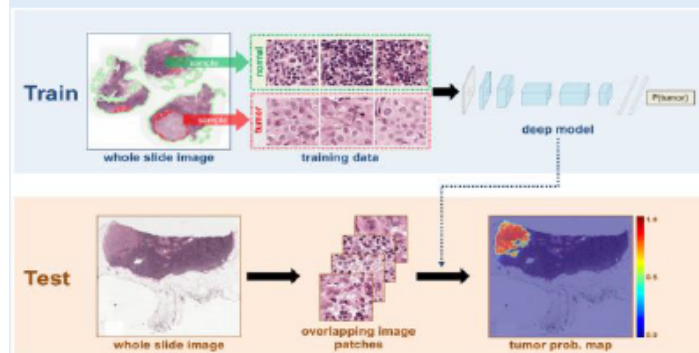 Train
sample
sample
normal
tumor
P(tumor)
whole slide image
training data
deep model
Test
1.0
0.5
0.0
whole slide image
overlapping image
patches
tumor prob. map